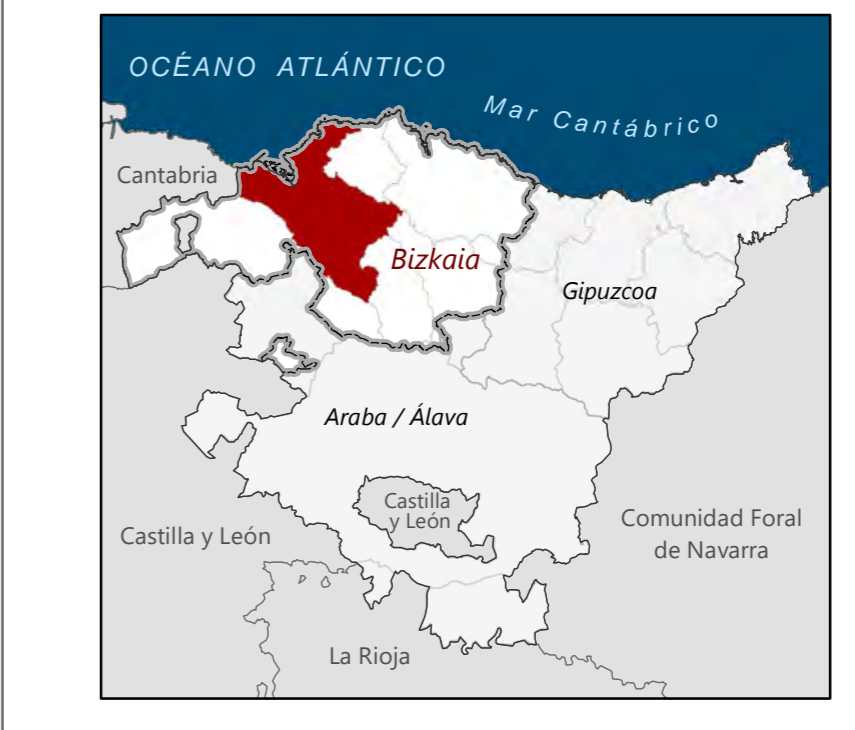 OCÉANO ATLÁNTICO
Mar Cantábrico
Cantabria
Bizkaia
Gipuzcoa
Araba / Álava
Castilla
y León
Castilla y León
Comunidad Foral
de Navarra
La Rioja